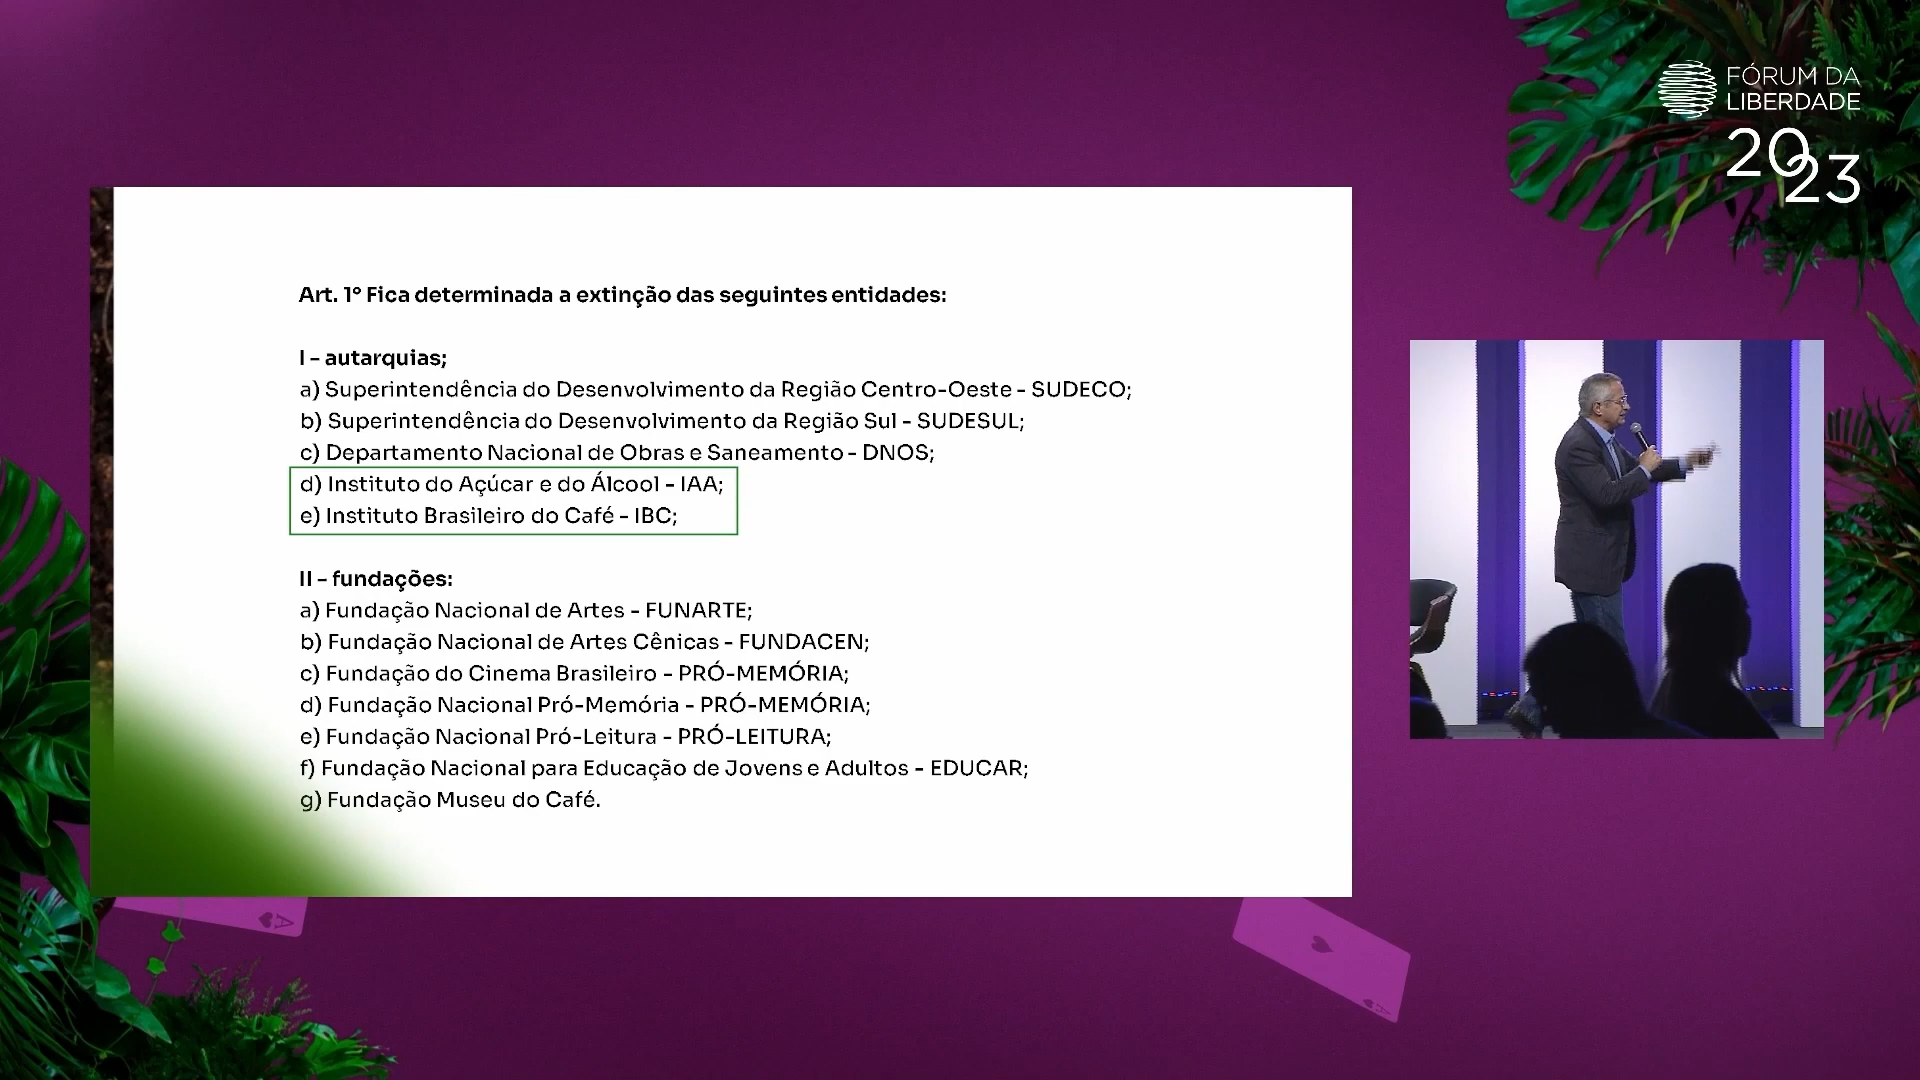 FÓRUM DA
LIBERDADE
2023
Art. 1º Fica determinada a extinção das seguintes entidades:
I - autarquias;
a) Superintendência do Desenvolvimento da Região Centro-Oeste - SUDECO;
b) Superintendência do Desenvolvimento da Região Sul - SUDESUL;
c) Departamento Nacional de Obras e Saneamento - DNOS;
d) Instituto do Açúcar e do Álcool - IAA;
e) Instituto Brasileiro do Café - IBC;
II - fundações:
a) Fundação Nacional de Artes - FUNARTE;
b) Fundação Nacional de Artes Cênicas - FUNDACEN;
c) Fundação do Cinema Brasileiro - PRÓ-MEMÓRIA;
d) Fundação Nacional Pró-Memória - PRÓ-MEMÓRIA;
e) Fundação Nacional Pró-Leitura - PRÓ-LEITURA;
f) Fundação Nacional para Educação de Jovens e Adultos - EDUCAR;
g) Fundação Museu do Café.
A
A